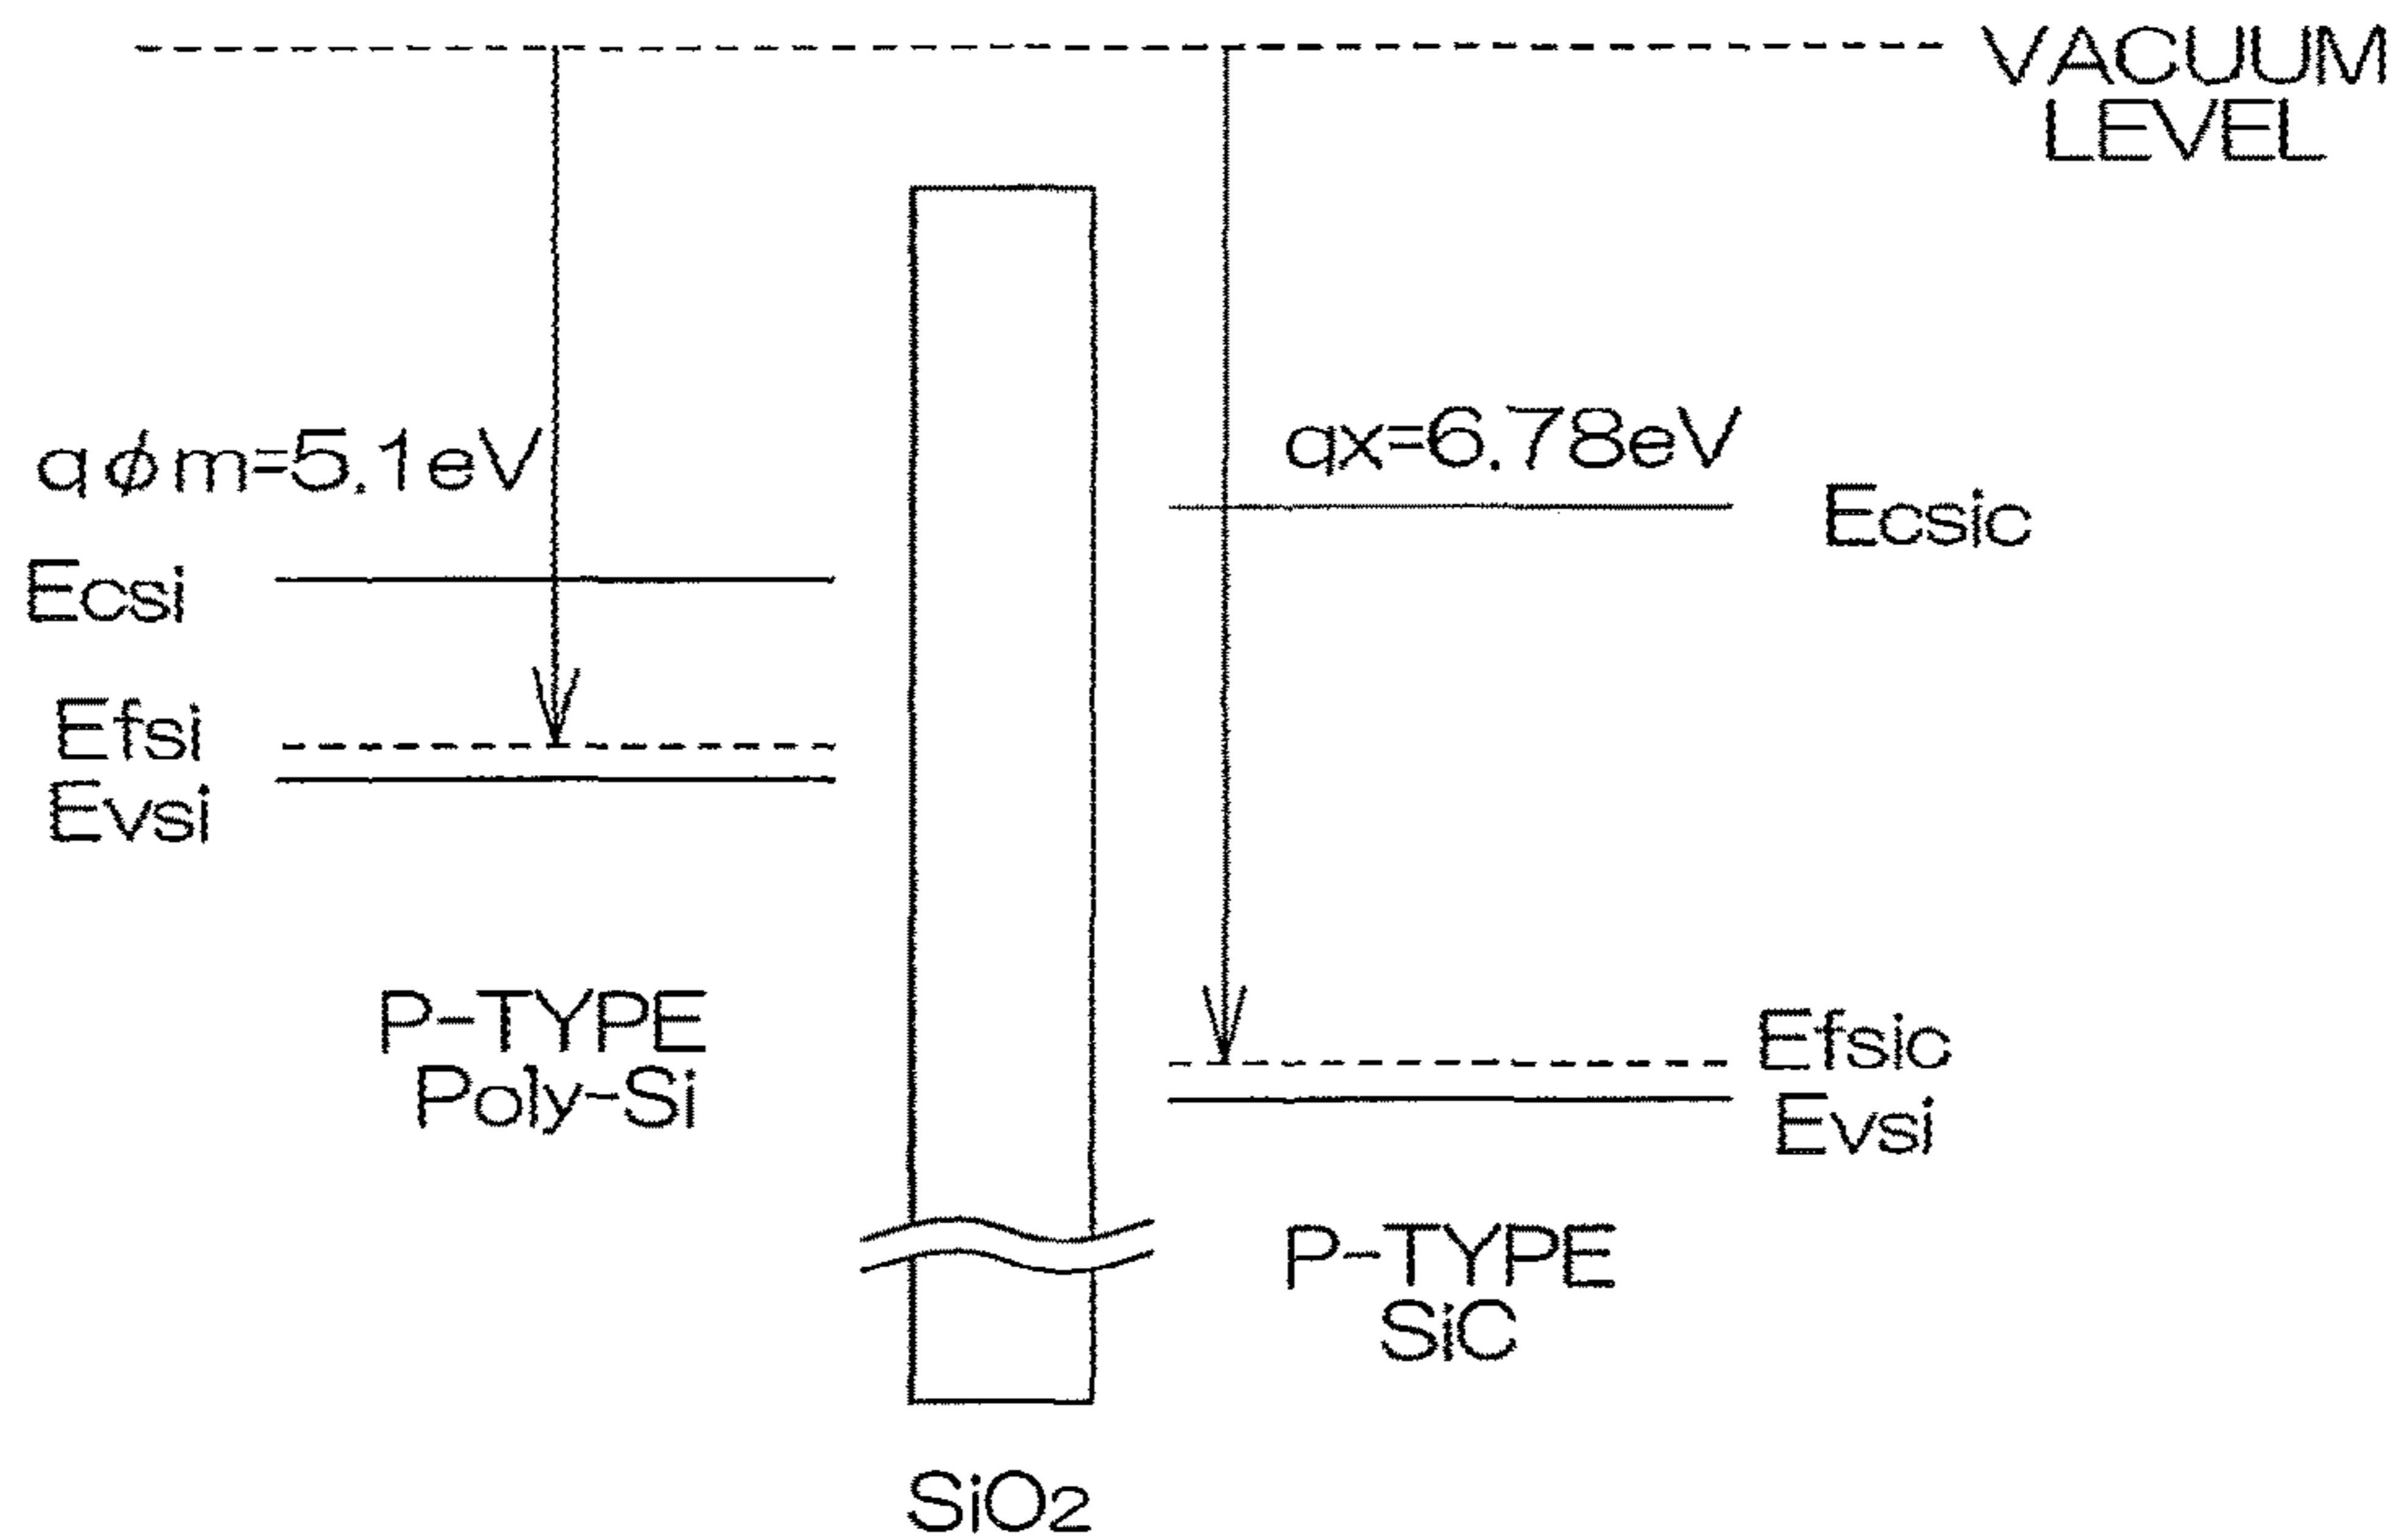 VACUUM
LEVEL
qφm=5.1eV
qx=6.78eV
Ecsic
Ecsi
Efsi
Evsi
P-TYPE
Poly-Si
Efsic
Evsi
P-TYPE
SiC
SiO2